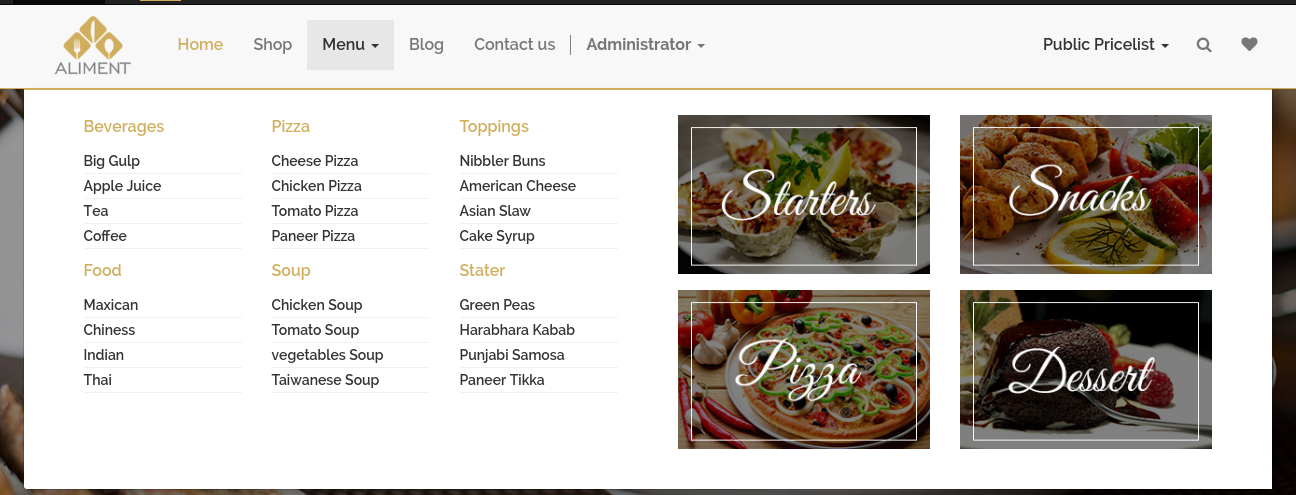 ALIMENT
Home Shop Menu Blog Contact us Administrator Public Pricelist
Beverages
Big Gulp
Apple Juice
Tea
Coffee
Food
Maxican
Chiness
Indian
Thai
Pizza
Cheese Pizza
Chicken Pizza
Tomato Pizza
Paneer Pizza
Soup
Chicken Soup
Tomato Soup
vegetables Soup
Taiwanese Soup
Toppings
Nibbler Buns
American Cheese
Asian Slaw
Cake Syrup
Stater
Green Peas
Harabhara Kabab
Punjabi Samosa
Paneer Tikka
Starters
Snacks
Pizza
Dessert